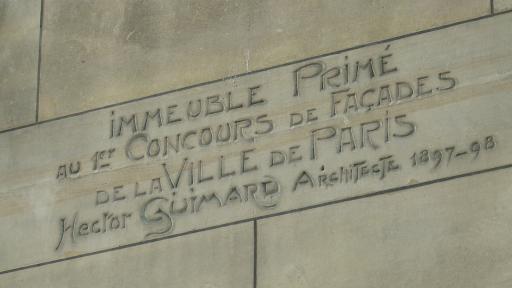 IMMEUBLE PRIMÉ
AU 1er CONCOURS DE FAÇADES
DE LA VILLE DE PARIS
Hector GUIMARD ARCHITECTE 1897-98